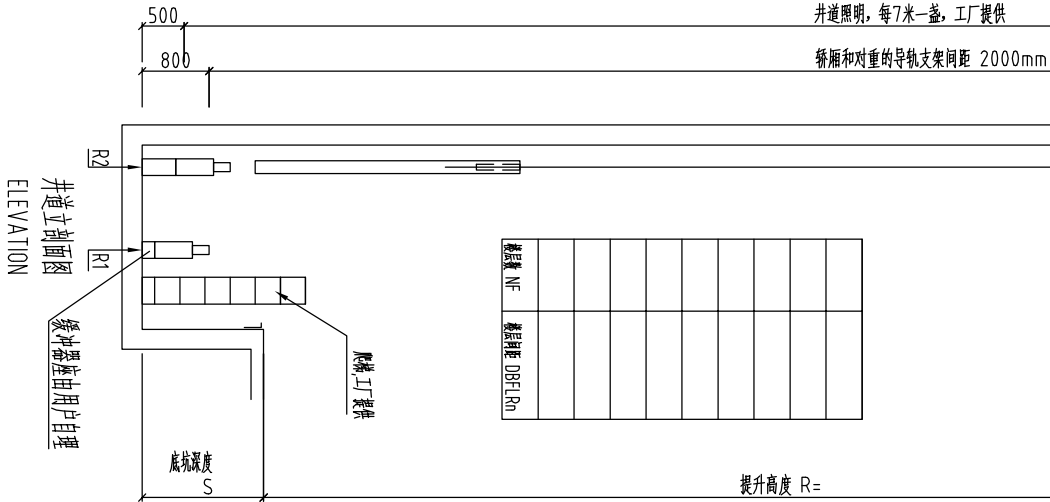 500
井道照明，每7米一盏，工厂提供
800
轿厢和对重的导轨支架间距 2000mm
R2
R1
井道立剖面图
ELEVATION
缓冲器座由用户自理
爬梯,工厂提供
楼层数 NF
楼层间距 DBFLRn
底坑深度
S
提升高度 R=